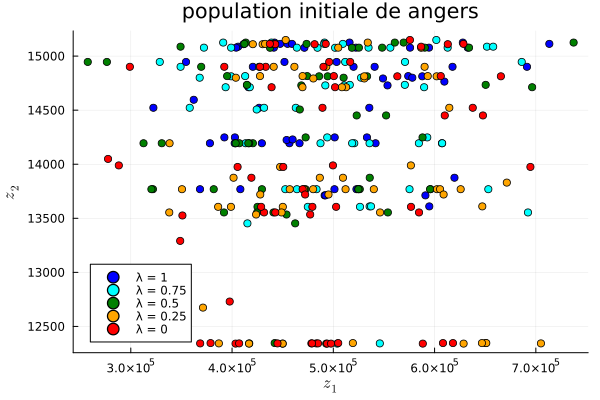 population initiale de angers
z₂
15000
14500
14000
13500
13000
12500
λ = 1
λ = 0.75
λ = 0.5
λ = 0.25
λ = 0
3.0×10⁵ 4.0×10⁵ 5.0×10⁵ 6.0×10⁵ 7.0×10⁵
z₁